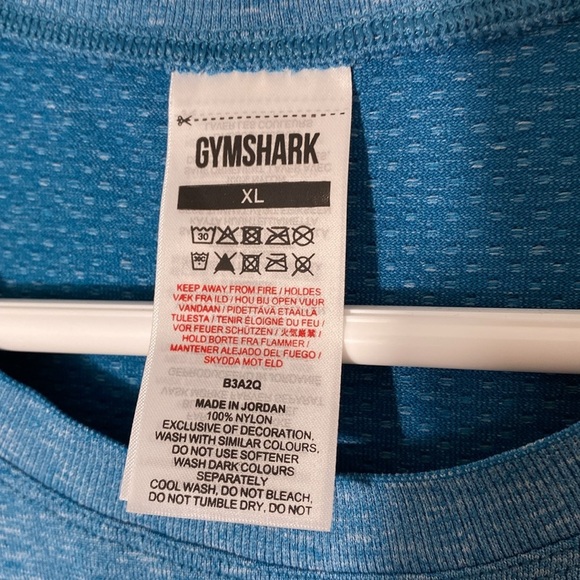 GYMSHARK
XL
30
KEEP AWAY FROM FIRE / HOLDES
VÆK FRA ILD / HOU BIJ OPEN VUUR
VANDAAN / PIDETTÄVÄ ETÄÄLLÄ
TULESTA / TENIR ÉLOIGNÉ DU FEU /
VOR FEUER SCHÜTZEN / 火気厳禁 /
HOLD BORTE FRA FLAMMER /
MANTENER ALEJADO DEL FUEGO /
SKYDDA MOT ELD
B3A2Q
MADE IN JORDAN
100% NYLON
EXCLUSIVE OF DECORATION,
WASH WITH SIMILAR COLOURS,
DO NOT USE SOFTENER
WASH DARK COLOURS
SEPARATELY
COOL WASH, DO NOT BLEACH,
DO NOT TUMBLE DRY, DO NOT